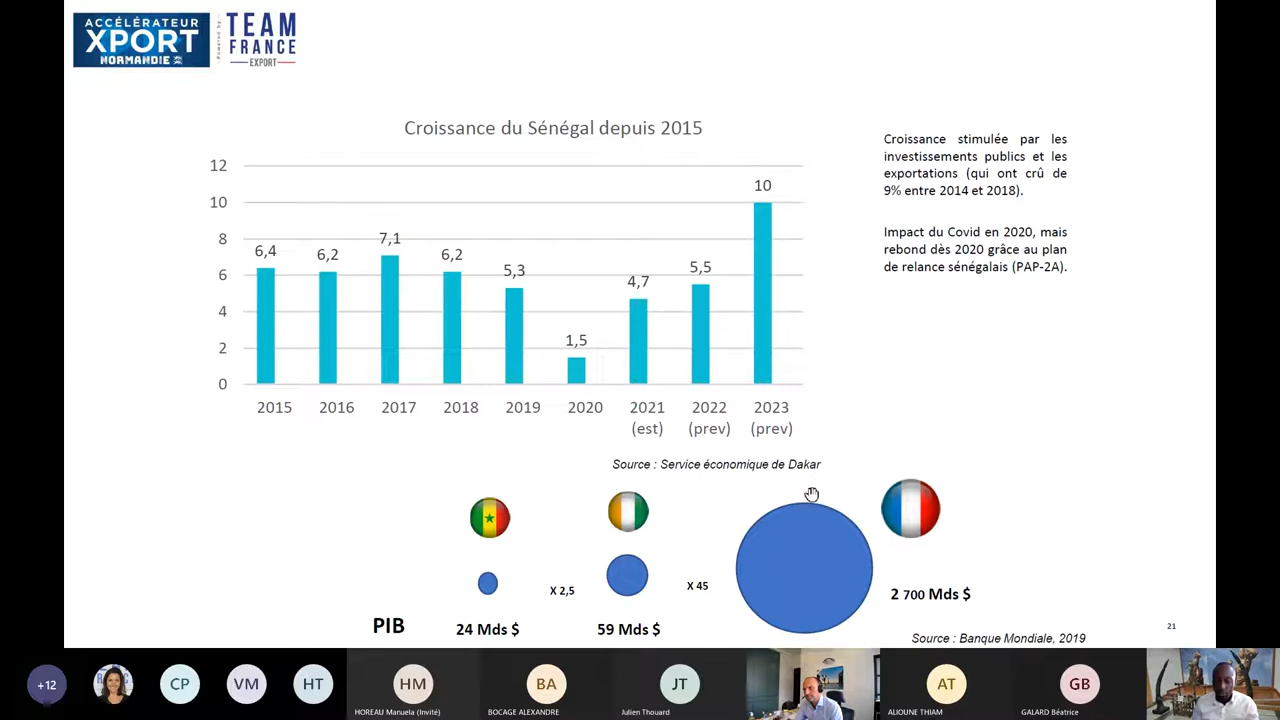 ACCÉLÉRATEUR
XPORT
NORMANDIE
Powered by
TEAM
FRANCE
EXPORT
Croissance du Sénégal depuis 2015
12
10
8
6
4
2
0
6,4
6,2
7,1
6,2
5,3
1,5
4,7
5,5
10
2015
2016
2017
2018
2019
2020
2021
(est)
2022
(prev)
2023
(prev)
Source : Service économique de Dakar
Croissance stimulée par les
investissements publics et les
exportations (qui ont crû de
9% entre 2014 et 2018).
Impact du Covid en 2020, mais
rebond dès 2020 grâce au plan
de relance sénégalais (PAP-2A).
X 2,5
X 45
2 700 Mds $
PIB
24 Mds $
59 Mds $
21
Source : Banque Mondiale, 2019
+12
CP
VM
HT
HM
HOREAU Manuela (Invité)
BA
BOCAGE ALEXANDRE
JT
Julien Thouard
AT
ALIOUNE THIAM
GB
GALARD Béatrice